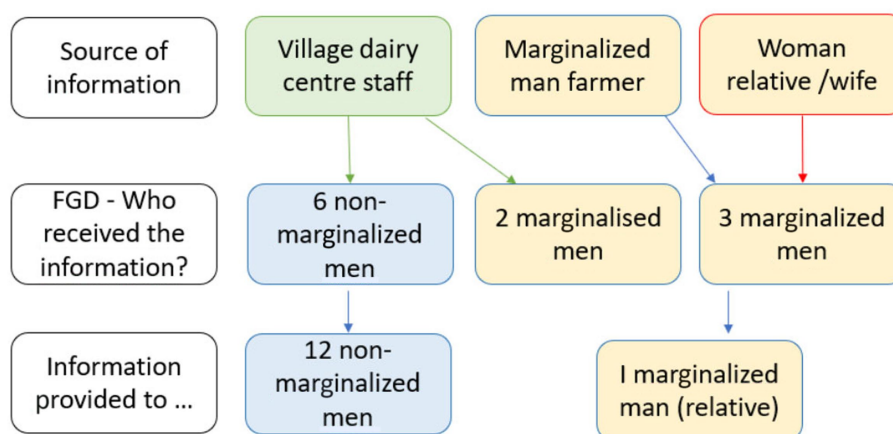 Source of
information
Village dairy
centre staff
Marginalized
man farmer
Woman
relative /wife
FGD - Who
received the
information?
6 non-
marginalized
men
2 marginalised
men
3 marginalized
men
Information
provided to ...
12 non-
marginalized
men
I marginalized
man (relative)